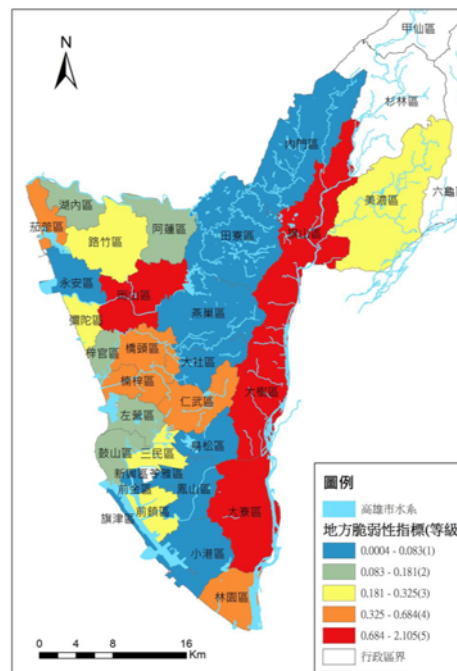 N
甲仙區
杉林區
內門區
六龜區
美濃區
旗山區
湖內區
茄萣區
阿蓮區
路竹區
田寮區
永安區
岡山區
彌陀區
燕巢區
梓官區
橋頭區
大社區
楠梓區
仁武區
大樹區
左營區
三民區
鳥松區
鼓山區
新興區
苓雅區
前金區
鳳山區
旗津區
前鎮區
大寮區
小港區
林園區
圖例
高雄市水系
地方脆弱性指標(等級
0.0004 - 0.083(1)
0.083 - 0.181(2)
0.181 - 0.325(3)
0.325 - 0.684(4)
0.684 - 2.105(5)
行政區界
0 2 4 8 12 16
Km